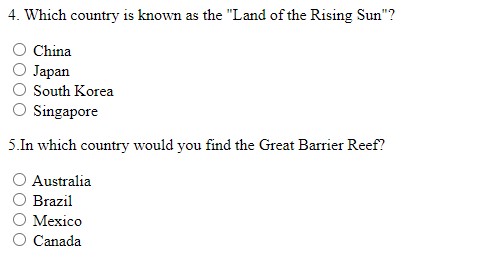 4. Which country is known as the "Land of the Rising Sun"?
China
Japan
South Korea
Singapore
5.In which country would you find the Great Barrier Reef?
Australia
Brazil
Mexico
Canada